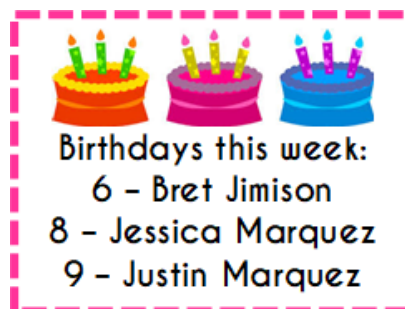 Birthdays this week:
6 – Bret Jimison
8 – Jessica Marquez
9 – Justin Marquez